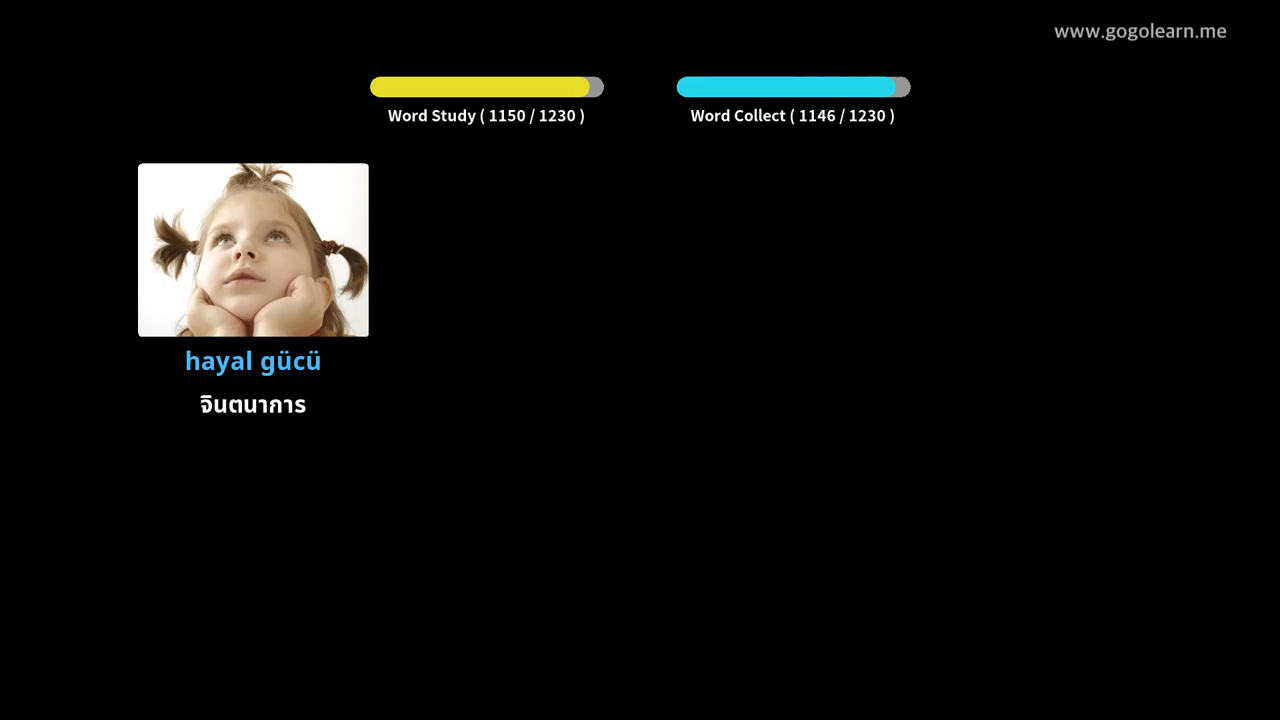 www.gogolearn.me
Word Study ( 1150 / 1230 )
Word Collect ( 1146 / 1230 )
hayal gücü
จินตนาการ